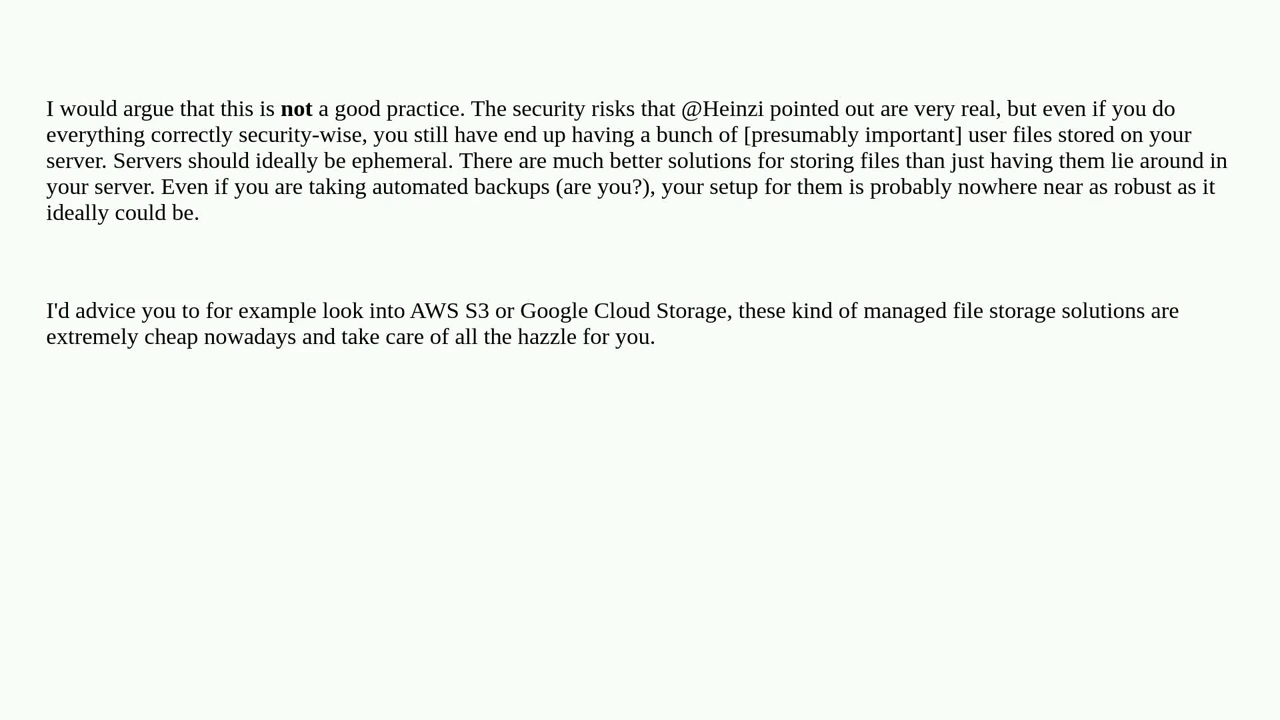 I would argue that this is not a good practice. The security risks that @Heinzi pointed out are very real, but even if you do
everything correctly security-wise, you still have end up having a bunch of [presumably important] user files stored on your
server. Servers should ideally be ephemeral. There are much better solutions for storing files than just having them lie around in
your server. Even if you are taking automated backups (are you?), your setup for them is probably nowhere near as robust as it
ideally could be.
I'd advice you to for example look into AWS S3 or Google Cloud Storage, these kind of managed file storage solutions are
extremely cheap nowadays and take care of all the hazzle for you.